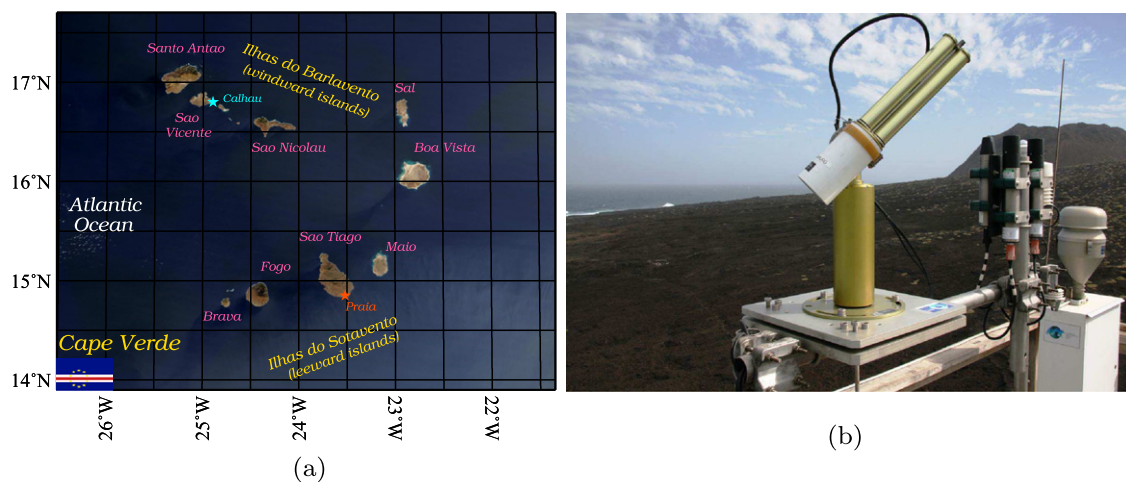 Santo Antao
Ilhas do Barlavento
(windward islands)
17°N
Calhau
Sal
Sao
Vicente
Sao Nicolau
Boa Vista
16°N
Atlantic
Ocean
Sao Tiago
Maio
Fogo
15°N
Praia
Brava
Ilhas do Sotavento
(leeward islands)
Cape Verde
14°N
26°W
25°W
24°W
23°W
22°W
(a)
(b)